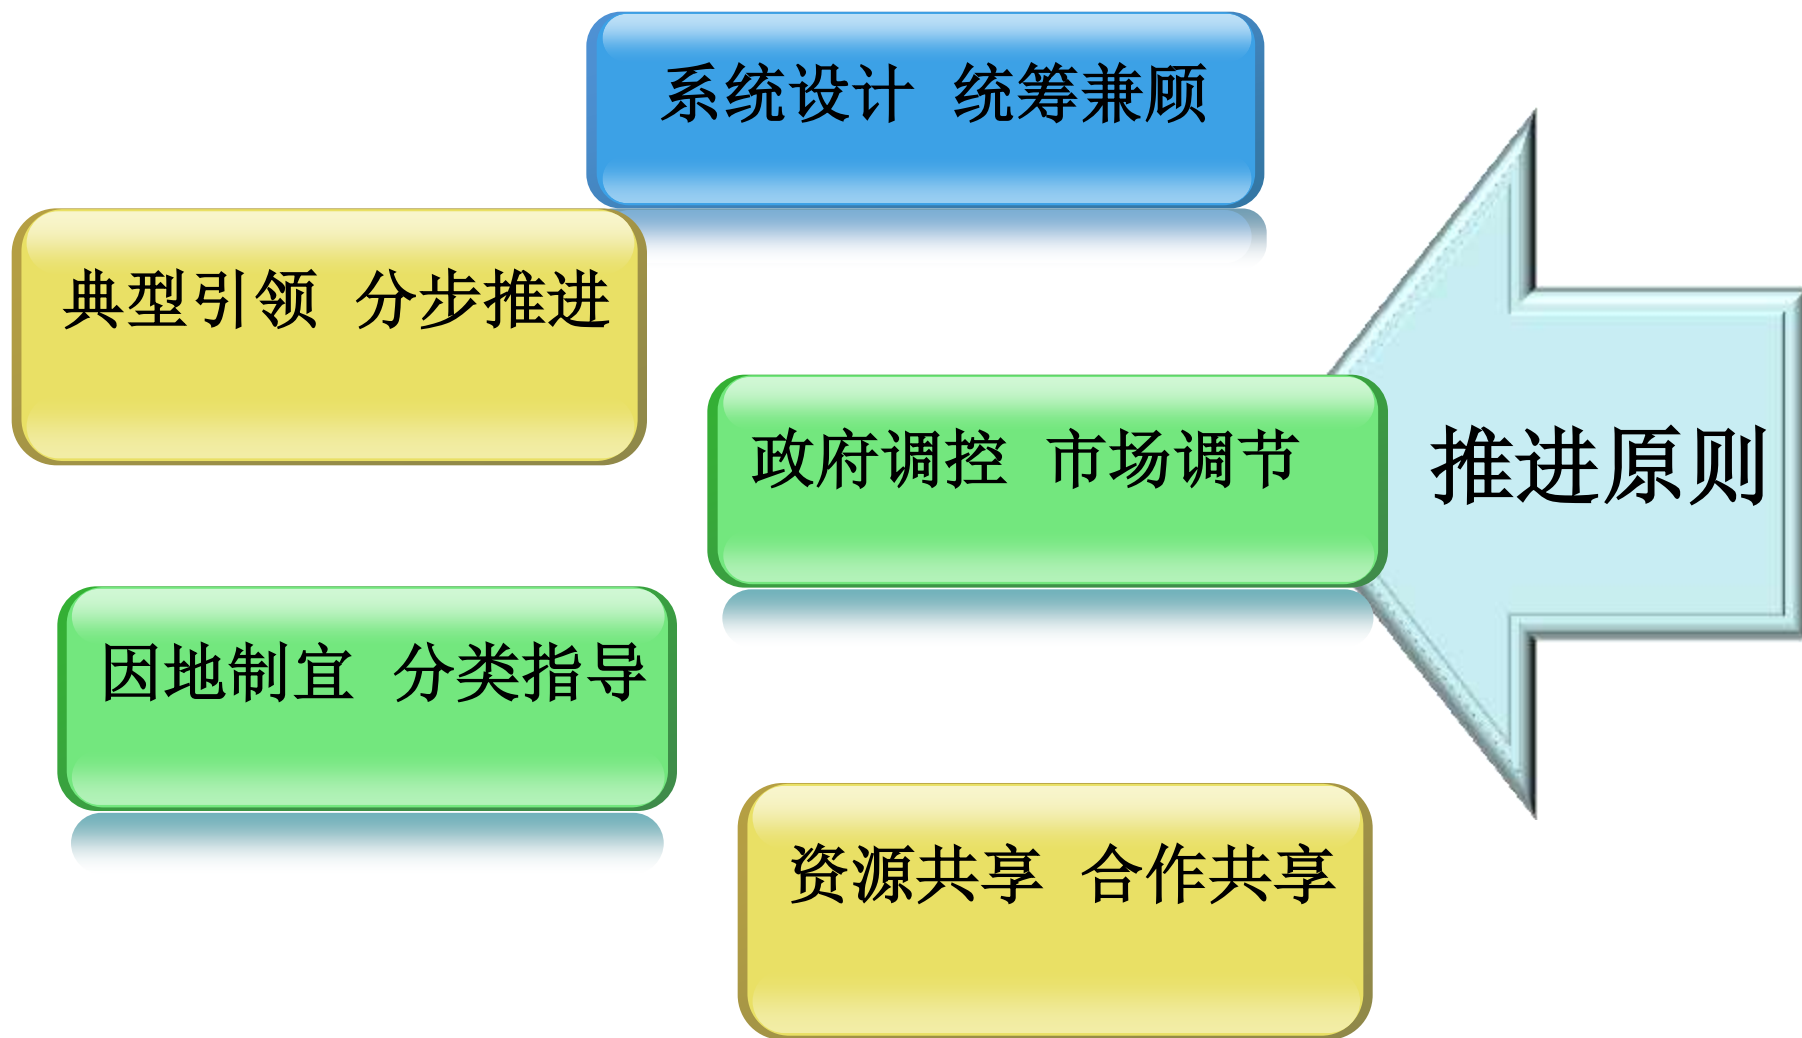 系统设计 统筹兼顾
典型引领 分步推进
政府调控 市场调节
推进原则
因地制宜 分类指导
资源共享 合作共享